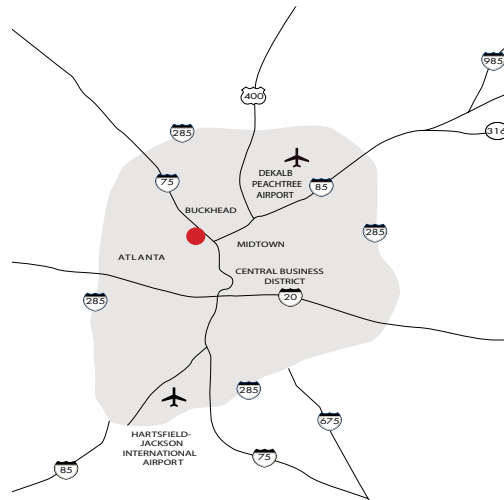 985
400
316
285
DEKALB
PEACHTREE
AIRPORT
75
85
BUCKHEAD
285
MIDTOWN
ATLANTA
CENTRAL BUSINESS
DISTRICT
285
20
285
675
HARTSFIELD-
JACKSON
INTERNATIONAL
AIRPORT
75
85